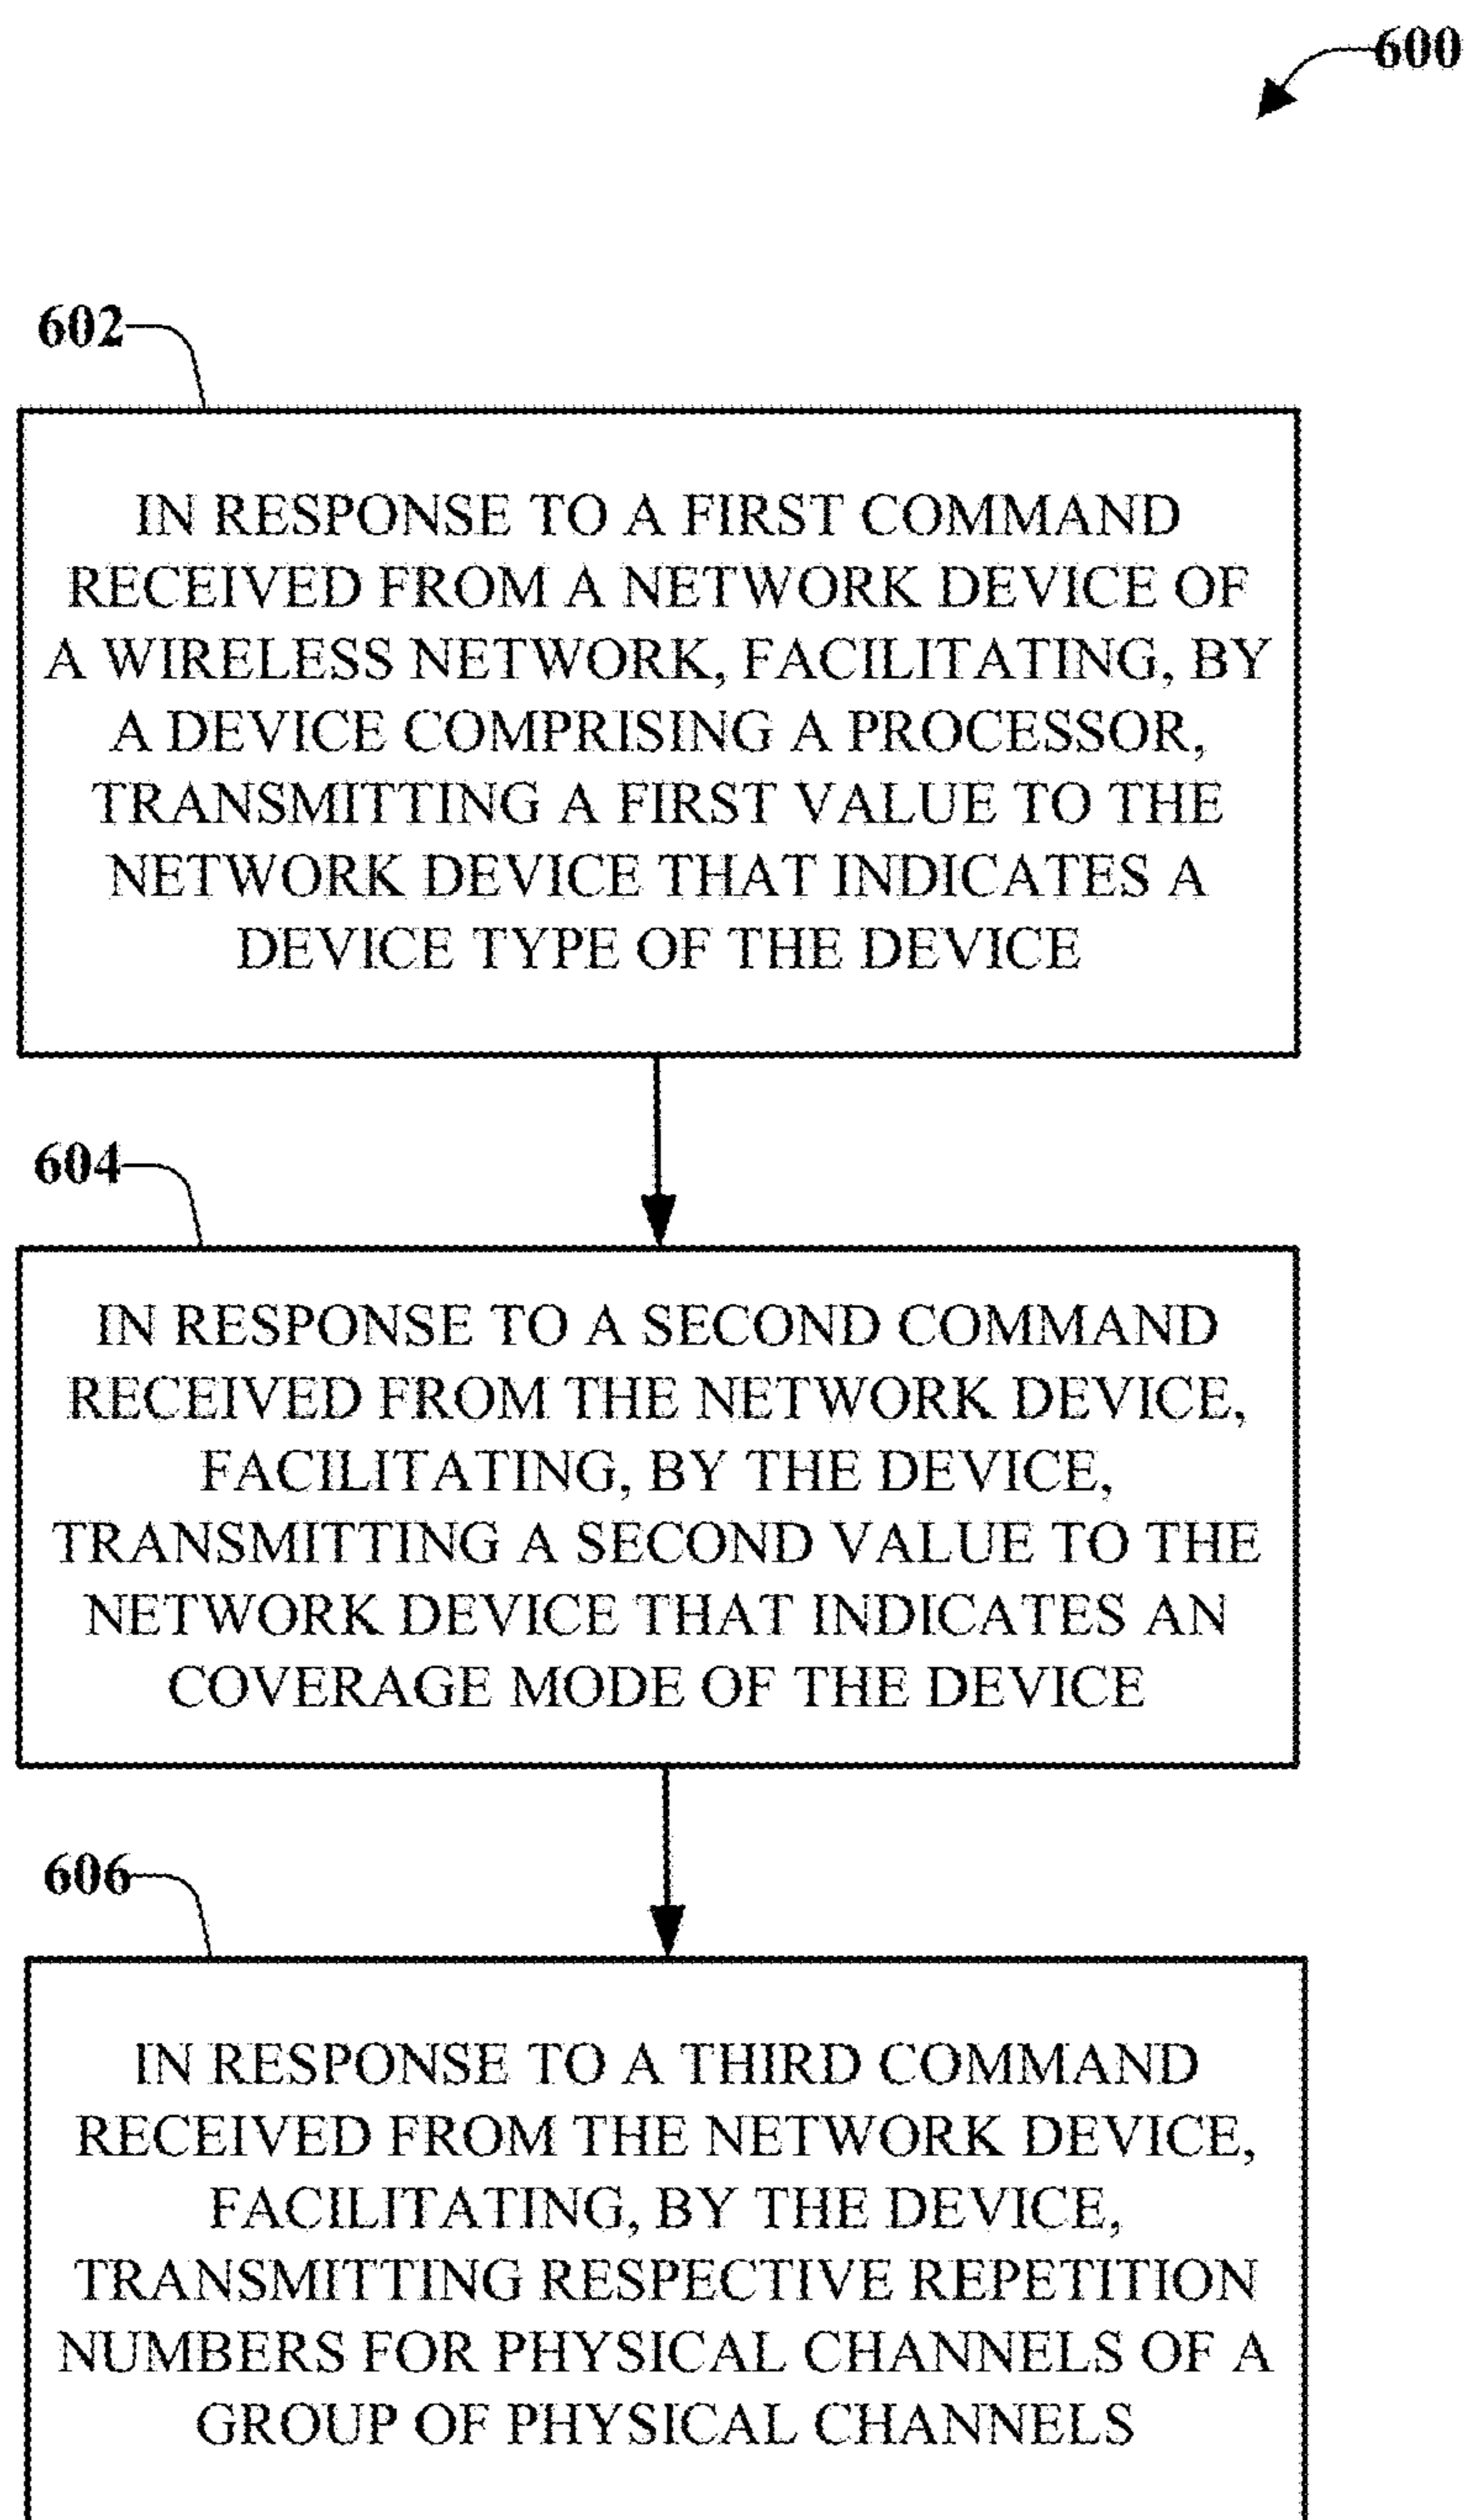 600
602
IN RESPONSE TO A FIRST COMMAND
RECEIVED FROM A NETWORK DEVICE OF
A WIRELESS NETWORK, FACILITATING, BY
A DEVICE COMPRISING A PROCESSOR,
TRANSMITTING A FIRST VALUE TO THE
NETWORK DEVICE THAT INDICATES A
DEVICE TYPE OF THE DEVICE
604
IN RESPONSE TO A SECOND COMMAND
RECEIVED FROM THE NETWORK DEVICE,
FACILITATING, BY THE DEVICE,
TRANSMITTING A SECOND VALUE TO THE
NETWORK DEVICE THAT INDICATES AN
COVERAGE MODE OF THE DEVICE
606
IN RESPONSE TO A THIRD COMMAND
RECEIVED FROM THE NETWORK DEVICE,
FACILITATING, BY THE DEVICE,
TRANSMITTING RESPECTIVE REPETITION
NUMBERS FOR PHYSICAL CHANNELS OF A
GROUP OF PHYSICAL CHANNELS